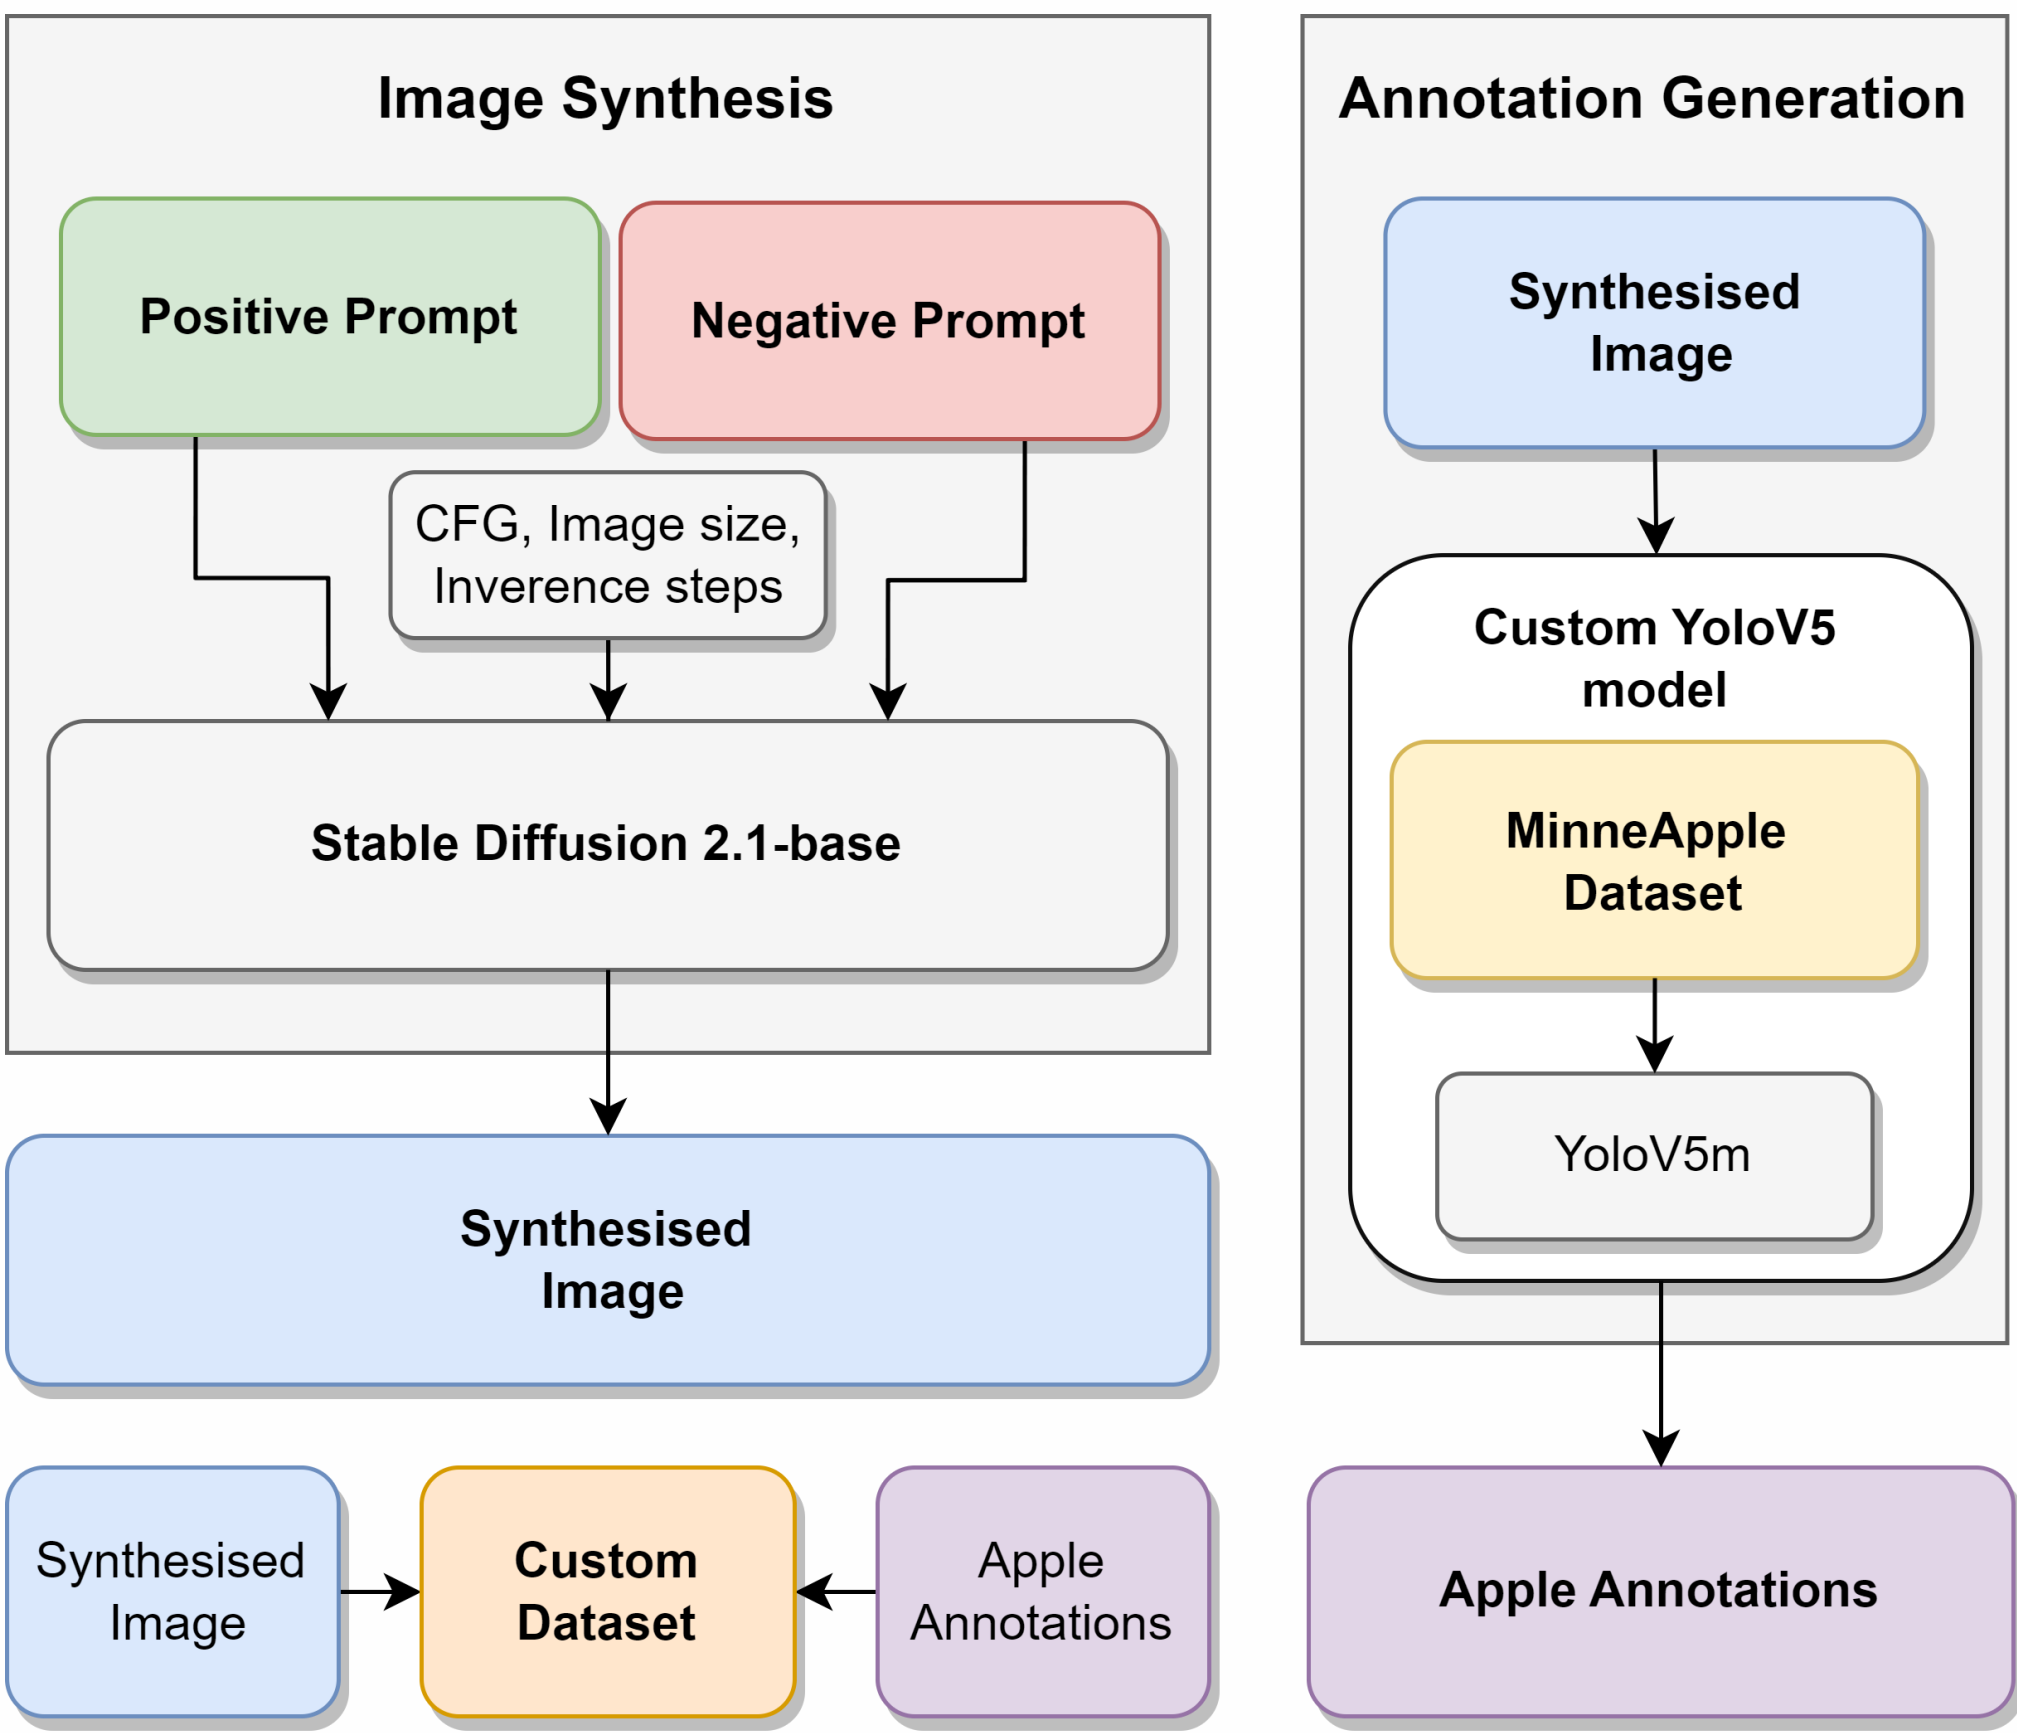 Image Synthesis
Positive Prompt
Negative Prompt
CFG, Image size,
Inverence steps
Stable Diffusion 2.1-base
Synthesised
Image
Synthesised
Image
Custom
Dataset
Apple
Annotations
Annotation Generation
Synthesised
Image
Custom YoloV5
model
MinneApple
Dataset
YoloV5m
Apple Annotations